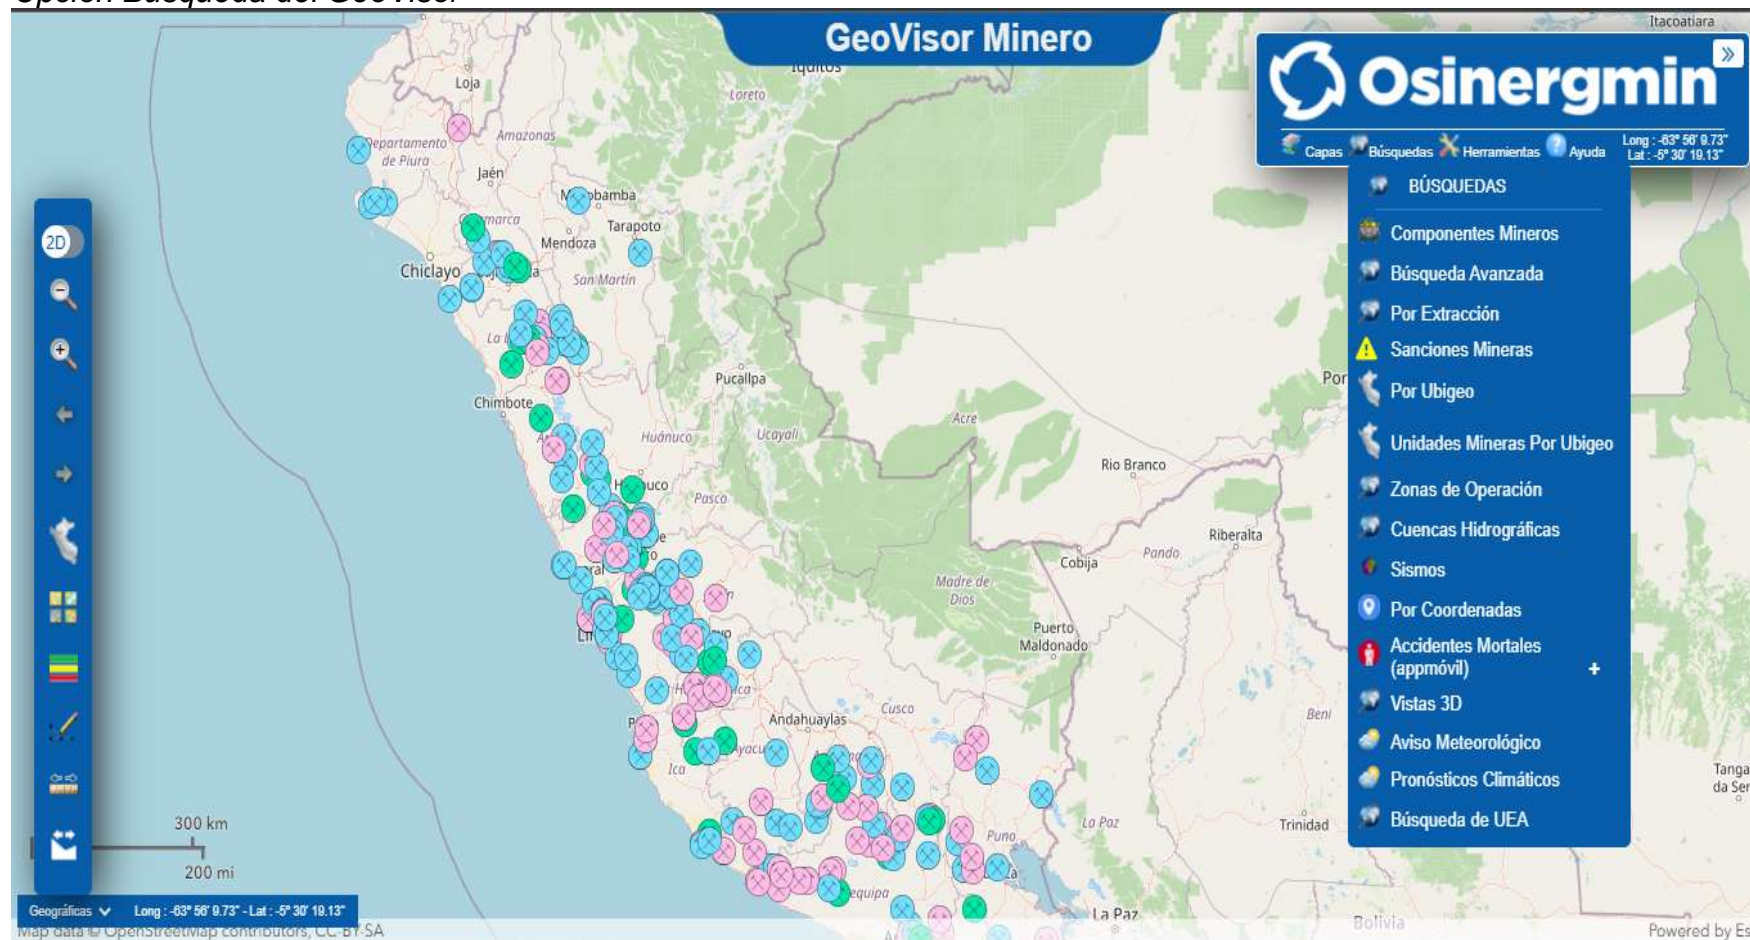 Opción Búsqueda del GeoVisor
GeoVisor Minero
Itacoatiara
Osinergmin
Capas
Búsquedas
Herramientas
Ayuda
Long : -63° 56' 9.73"
Lat : -5° 30' 19.13"
BÚSQUEDAS
Componentes Mineros
Búsqueda Avanzada
Por Extracción
Sanciones Mineras
Por Ubigeo
Unidades Mineras Por Ubigeo
Zonas de Operación
Cuencas Hidrográficas
Sismos
Por Coordenadas
Accidentes Mortales
(appmóvil)
+
Vistas 3D
Aviso Meteorológico
Pronósticos Climáticos
Búsqueda de UEA
2D
Iquitos
Loja
Loreto
Amazonas
Departamento
de Piura
Jaén
Tarapoto
Mendoza
Chiclayo
San Martín
Pucallpa
Chimbote
Huánuco
Ucayali
Acre
Rio Branco
Pasco
Riberalta
Cobija
Pando
Madre de
Dios
Puerto
Maldonado
Andahuaylas
Cusco
Beni
Ica
Tanga
da Ser
La Paz
Trinidad
Puno
La Paz
Bolivia
300 km
200 mi
Geográficas
Long : -63° 56' 9.73" - Lat : -5° 30' 19.13"
Map data © OpenStreetMap contributors, CC-BY-SA
Powered by Es